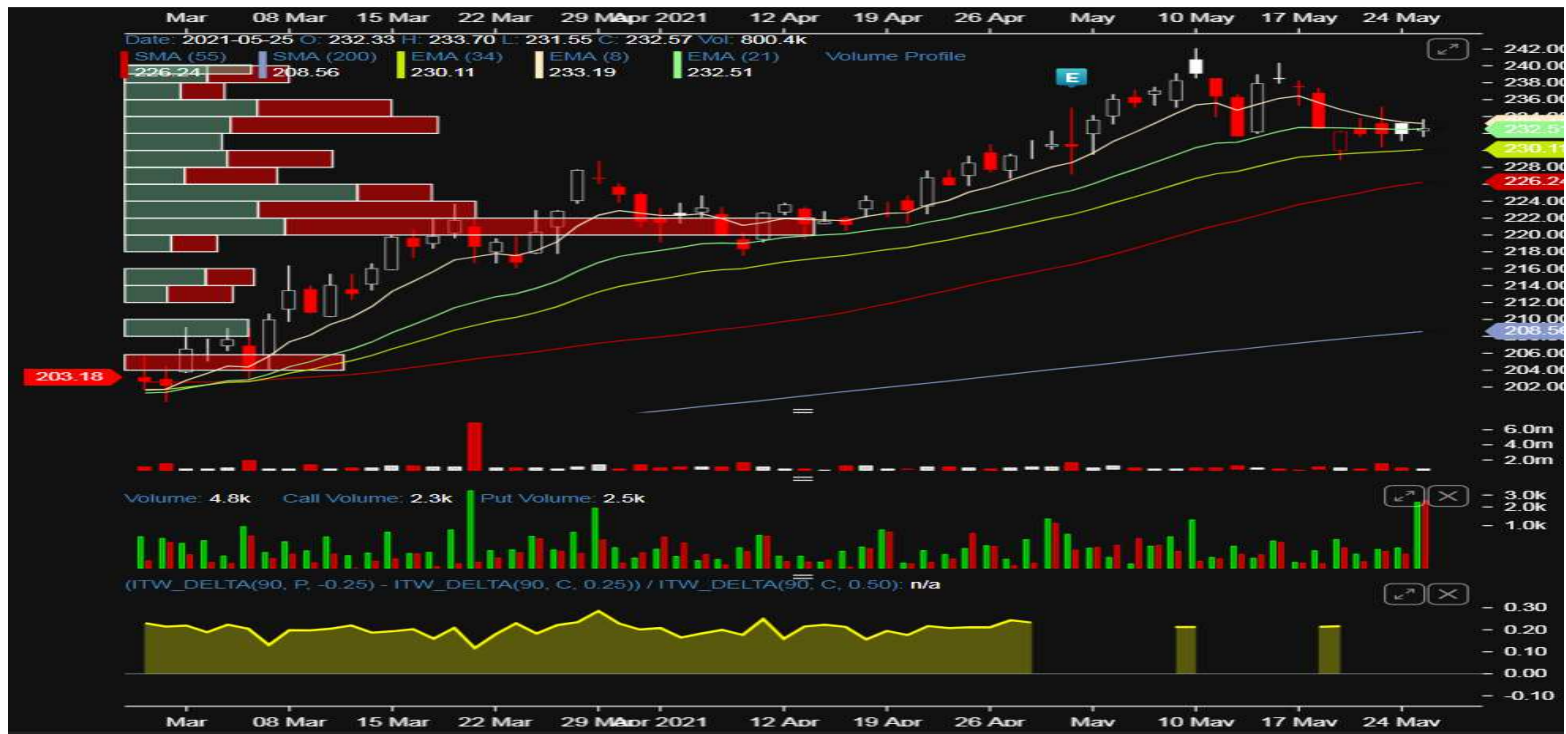 Mar 08 Mar 15 Mar 22 Mar 29 Mar Apr 2021 12 Apr 19 Apr 26 Apr May 10 May 17 May 24 May
Date: 2021-05-25 O: 232.33 H: 233.70 L: 231.55 C: 232.57 Vol: 800.4k
SMA (55) SMA (200) EMA (34) EMA (8) EMA (21) Volume Profile
226.24 208.56 230.11 233.19 232.51
E
242.00
240.00
238.00
236.00
232.51
230.11
228.00
226.24
224.00
222.00
220.00
218.00
216.00
214.00
212.00
210.00
208.56
206.00
204.00
203.18
202.00
6.0m
4.0m
2.0m
Volume: 4.8k Call Volume: 2.3k Put Volume: 2.5k
3.0k
2.0k
1.0k
(ITW_DELTA(90, P, -0.25) - ITW_DELTA(90, C, 0.25)) / ITW_DELTA(90, C, 0.50): n/a
0.30
0.20
0.10
0.00
-0.10
Mar 08 Mar 15 Mar 22 Mar 29 Mar Apr 2021 12 Apr 19 Apr 26 Apr May 10 May 17 May 24 May